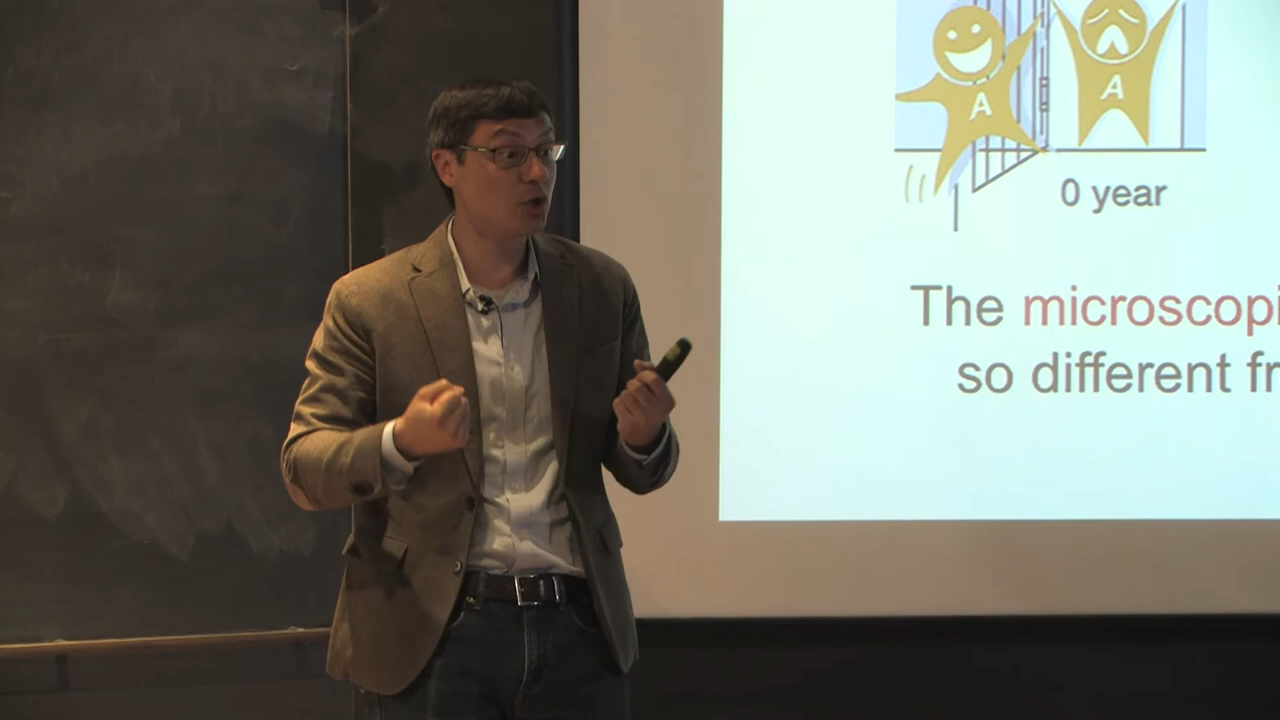 A
A
0 year
The microscopi
so different fr